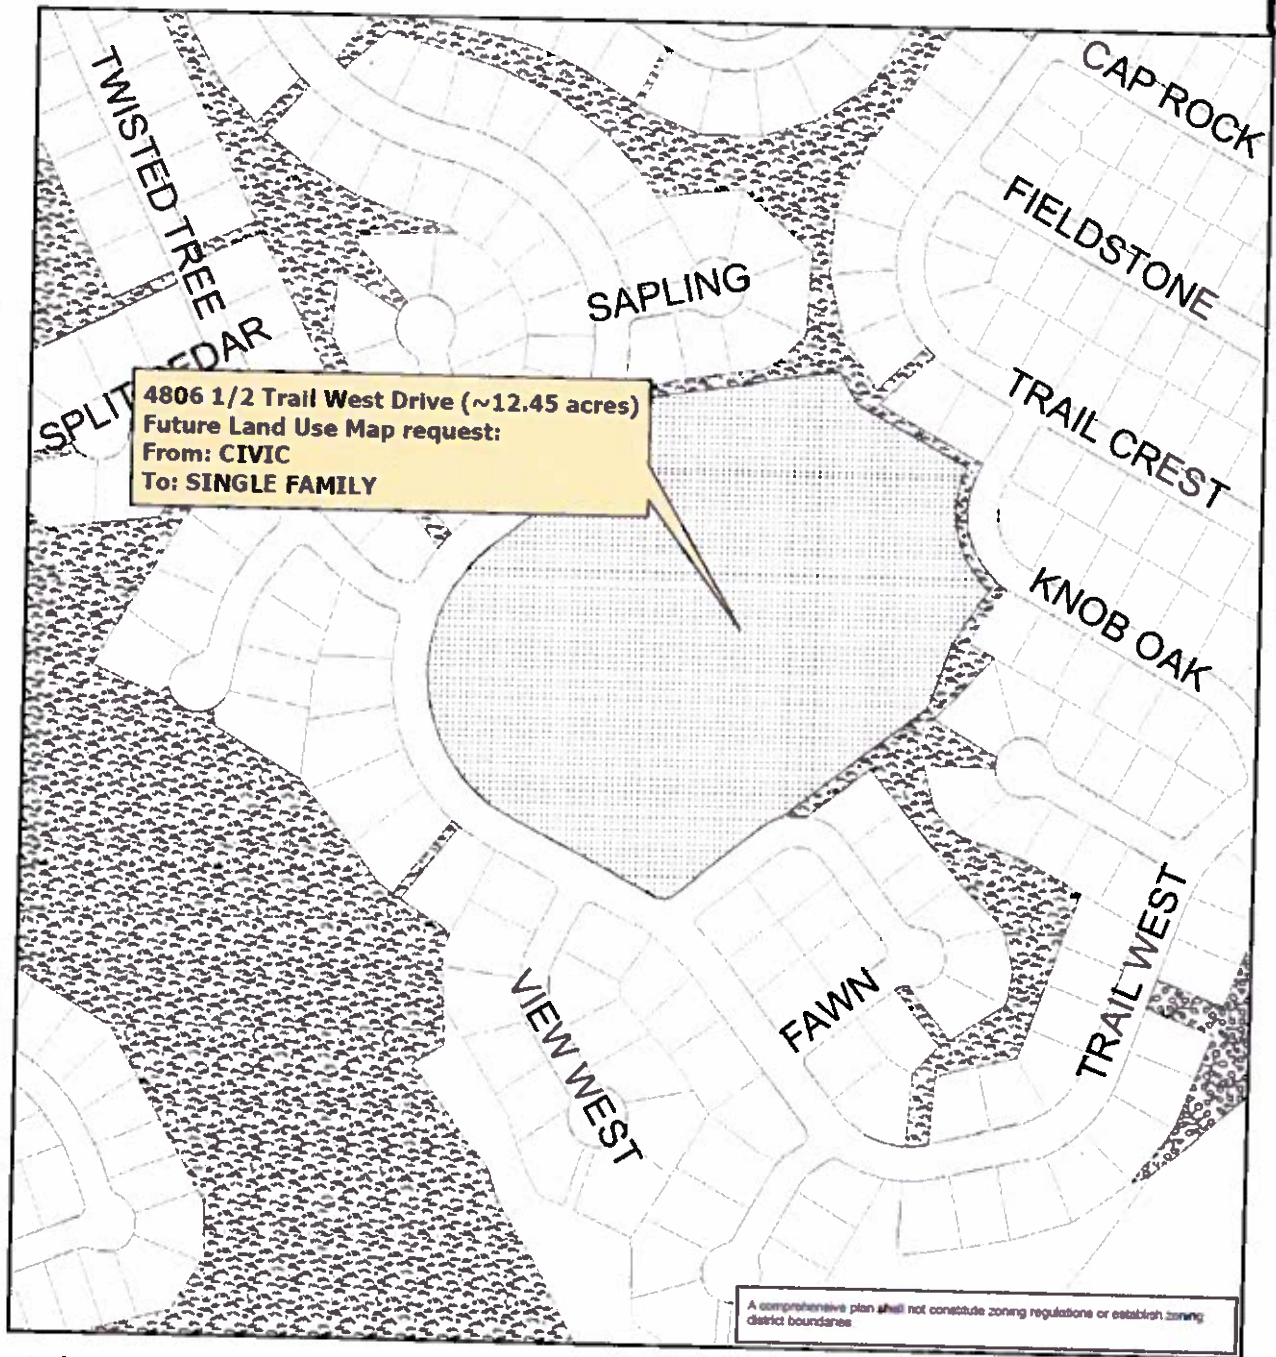 CAP ROCK
TWISTED TREE
FIELDSTONE
SAPLING
SPLIT EDAR
4806 1/2 Trail West Drive (~12.45 acres)
Future Land Use Map request:
From: CIVIC
To: SINGLE FAMILY
TRAIL CREST
KNOB OAK
TRAIL WEST
VIEW WEST
FAWN
A comprehensive plan shall not constitute zoning regulations or establish zoning
district boundaries